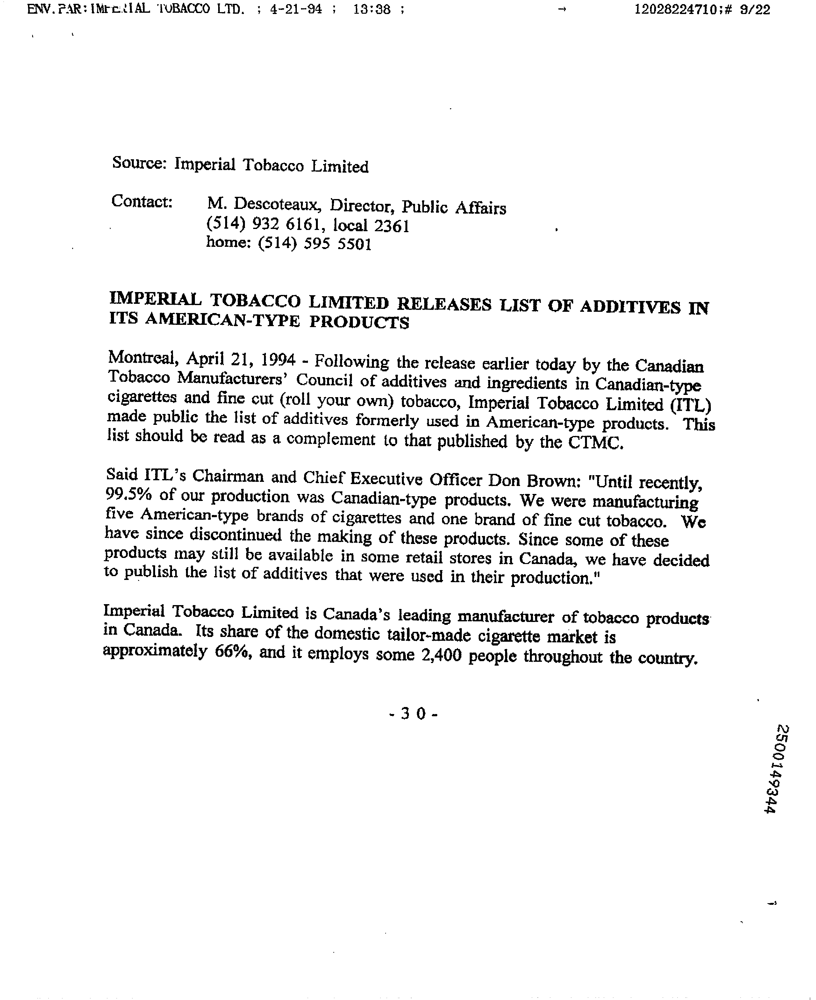 ENV.PAR:IMPERIAL TOBACCO LTD. ; 4-21-94 ; 13:38 ; → 12028224710;# 9/22
Source: Imperial Tobacco Limited
Contact: M. Descoteaux, Director, Public Affairs
(514) 932 6161, local 2361
home: (514) 595 5501
IMPERIAL TOBACCO LIMITED RELEASES LIST OF ADDITIVES IN
ITS AMERICAN-TYPE PRODUCTS
Montreal, April 21, 1994 - Following the release earlier today by the Canadian
Tobacco Manufacturers' Council of additives and ingredients in Canadian-type
cigarettes and fine cut (roll your own) tobacco, Imperial Tobacco Limited (ITL)
made public the list of additives formerly used in American-type products. This
list should be read as a complement to that published by the CTMC.
Said ITL's Chairman and Chief Executive Officer Don Brown: "Until recently,
99.5% of our production was Canadian-type products. We were manufacturing
five American-type brands of cigarettes and one brand of fine cut tobacco. We
have since discontinued the making of these products. Since some of these
products may still be available in some retail stores in Canada, we have decided
to publish the list of additives that were used in their production."
Imperial Tobacco Limited is Canada's leading manufacturer of tobacco products
in Canada. Its share of the domestic tailor-made cigarette market is
approximately 66%, and it employs some 2,400 people throughout the country.
- 3 0 -
2500149344